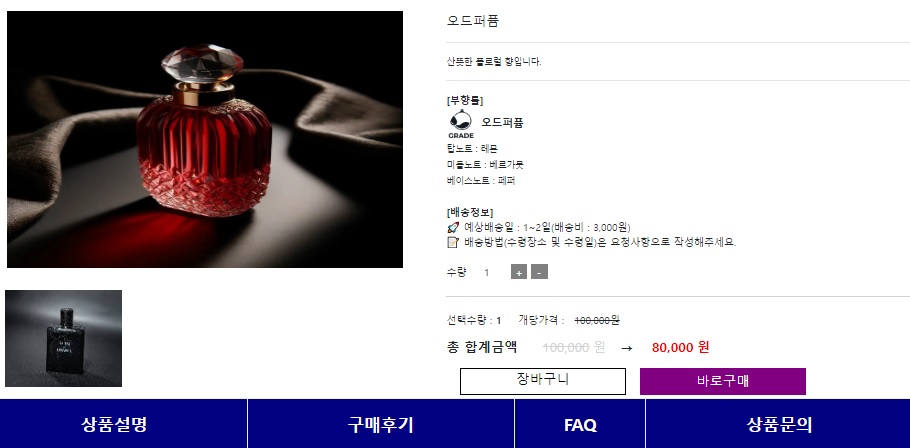 오드퍼퓸
산뜻한 플로럴 향입니다.
[부향률]
GRADE
오드퍼퓸
탑노트 : 레몬
미들노트 : 베르가못
베이스노트 : 페퍼
[배송정보]
🚀 예상배송일 : 1~2일(배송비 : 3,000원)
📝 배송방법(수령장소 및 수령일)은 요청사항으로 작성해주세요.
수량 1 + -
선택수량 : 1 개당가격 : 100,000원
총 합계금액 100,000 원 → 80,000 원
장바구니 바로구매
상품설명 구매후기 FAQ 상품문의